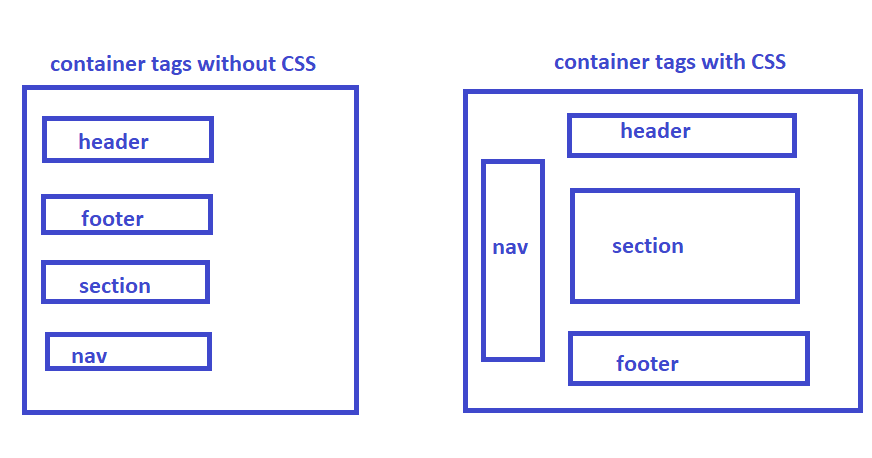 container tags without CSS
header
footer
section
nav
container tags with CSS
header
nav
section
footer